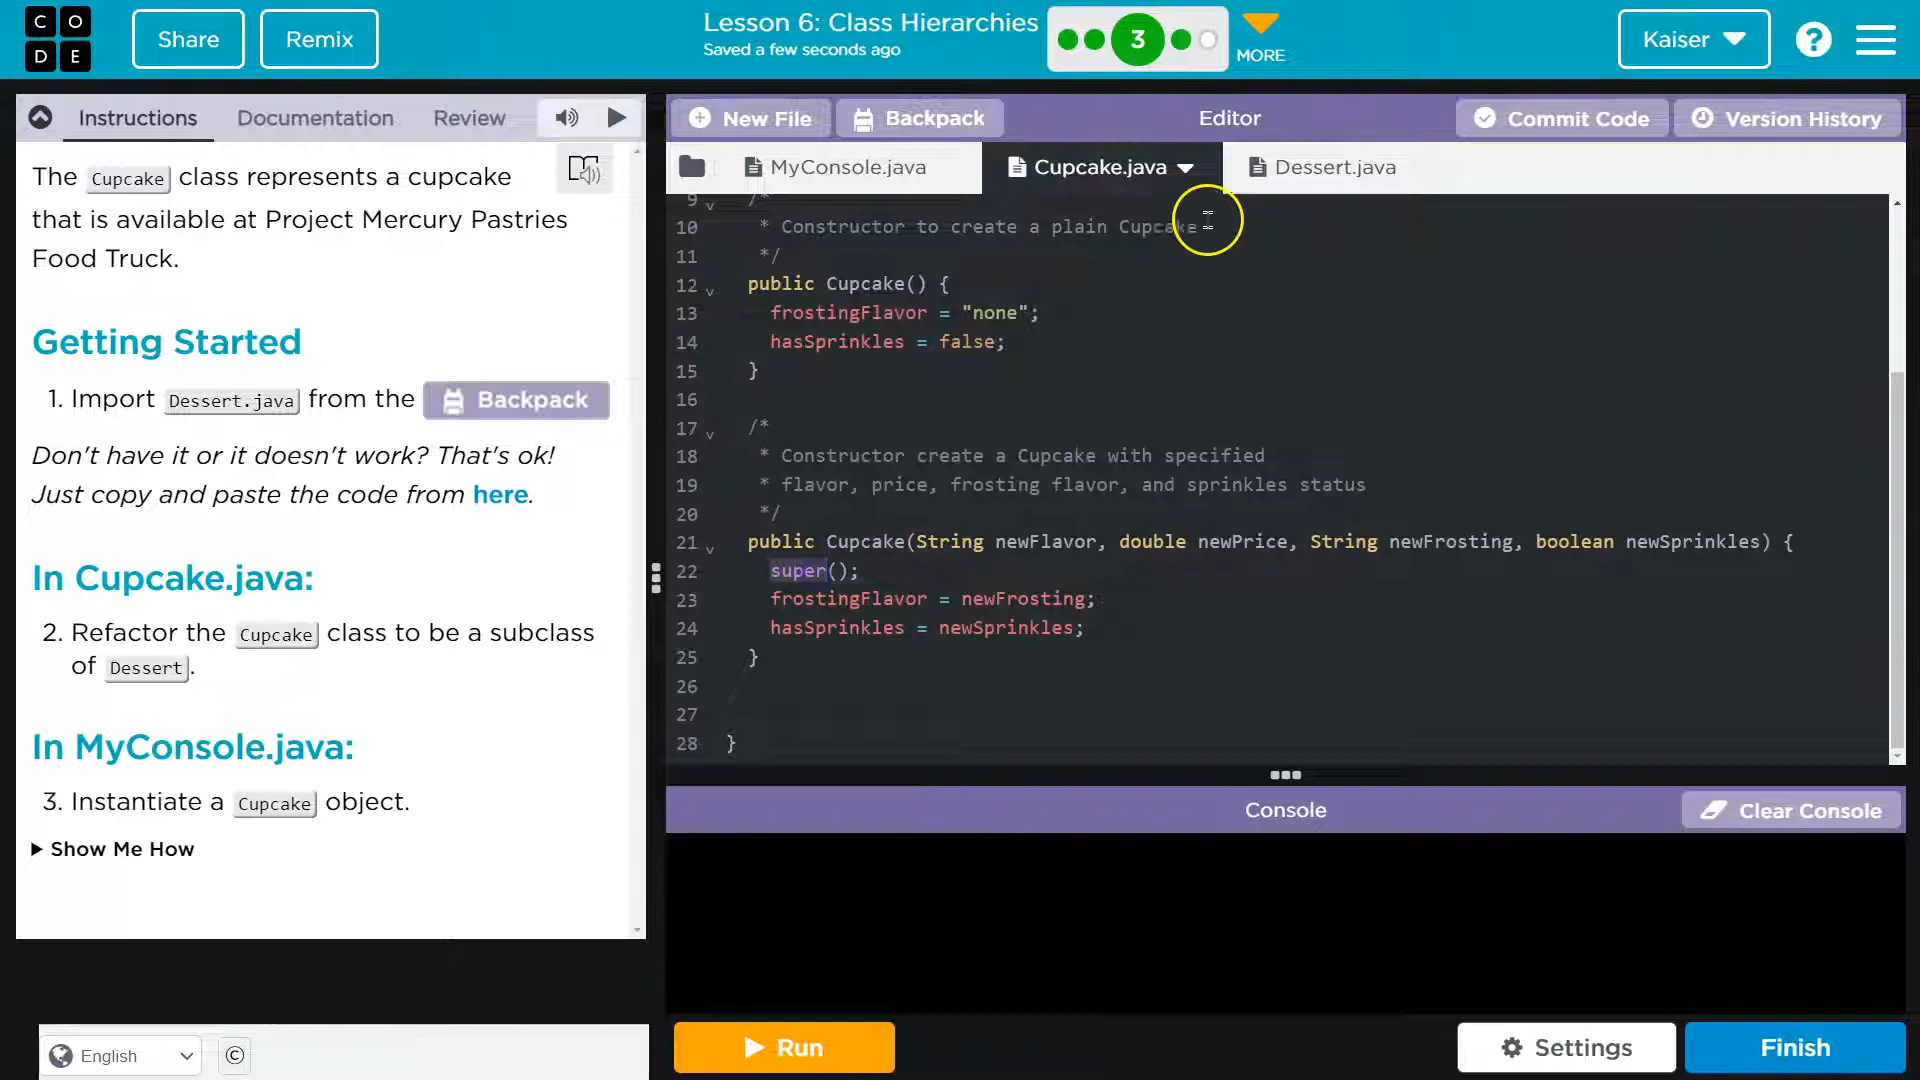 C O
D E
Share
Remix
Lesson 6: Class Hierarchies
Saved a few seconds ago
3
MORE
Kaiser
?
Instructions
Documentation
Review
New File
Backpack
Editor
Commit Code
Version History
MyConsole.java
Cupcake.java
Dessert.java
The Cupcake class represents a cupcake
that is available at Project Mercury Pastries
Food Truck.
Getting Started
1. Import Dessert.java from the Backpack
Don't have it or it doesn't work? That's ok!
Just copy and paste the code from here.
In Cupcake.java:
2. Refactor the Cupcake class to be a subclass
of Dessert.
In MyConsole.java:
3. Instantiate a Cupcake object.
Show Me How
9 /*
10 * Constructor to create a plain Cupcake
11 */
12 public Cupcake() {
13 frostingFlavor = "none";
14 hasSprinkles = false;
15 }
16
17 /*
18 * Constructor create a Cupcake with specified
19 * flavor, price, frosting flavor, and sprinkles status
20 */
21 public Cupcake(String newFlavor, double newPrice, String newFrosting, boolean newSprinkles) {
22 super();
23 frostingFlavor = newFrosting;
24 hasSprinkles = newSprinkles;
25 }
26
27
28 }
Console
Clear Console
English
©
Run
Settings
Finish